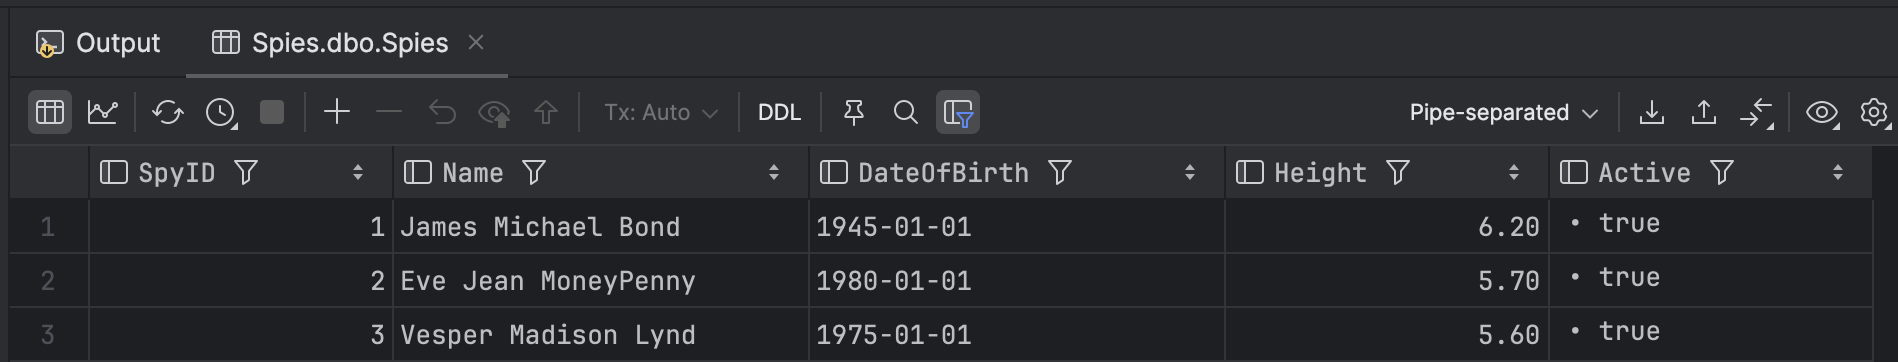 Output Spies.dbo.Spies
Tx: Auto DDL Pipe-separated
SpyID Name DateOfBirth Height Active
1 1 James Michael Bond 1945-01-01 6.20 • true
2 2 Eve Jean MoneyPenny 1980-01-01 5.70 • true
3 3 Vesper Madison Lynd 1975-01-01 5.60 • true